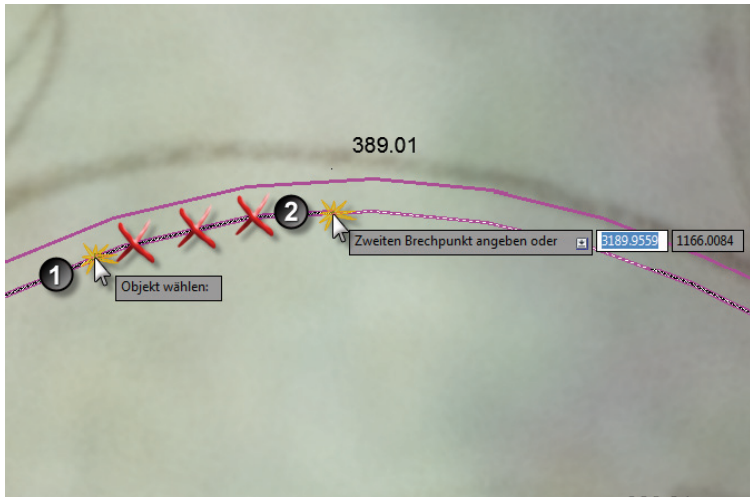 389.01
2
Zweiten Brechpunkt angeben oder 3189.9559 1166.0084
1
Objekt wählen: